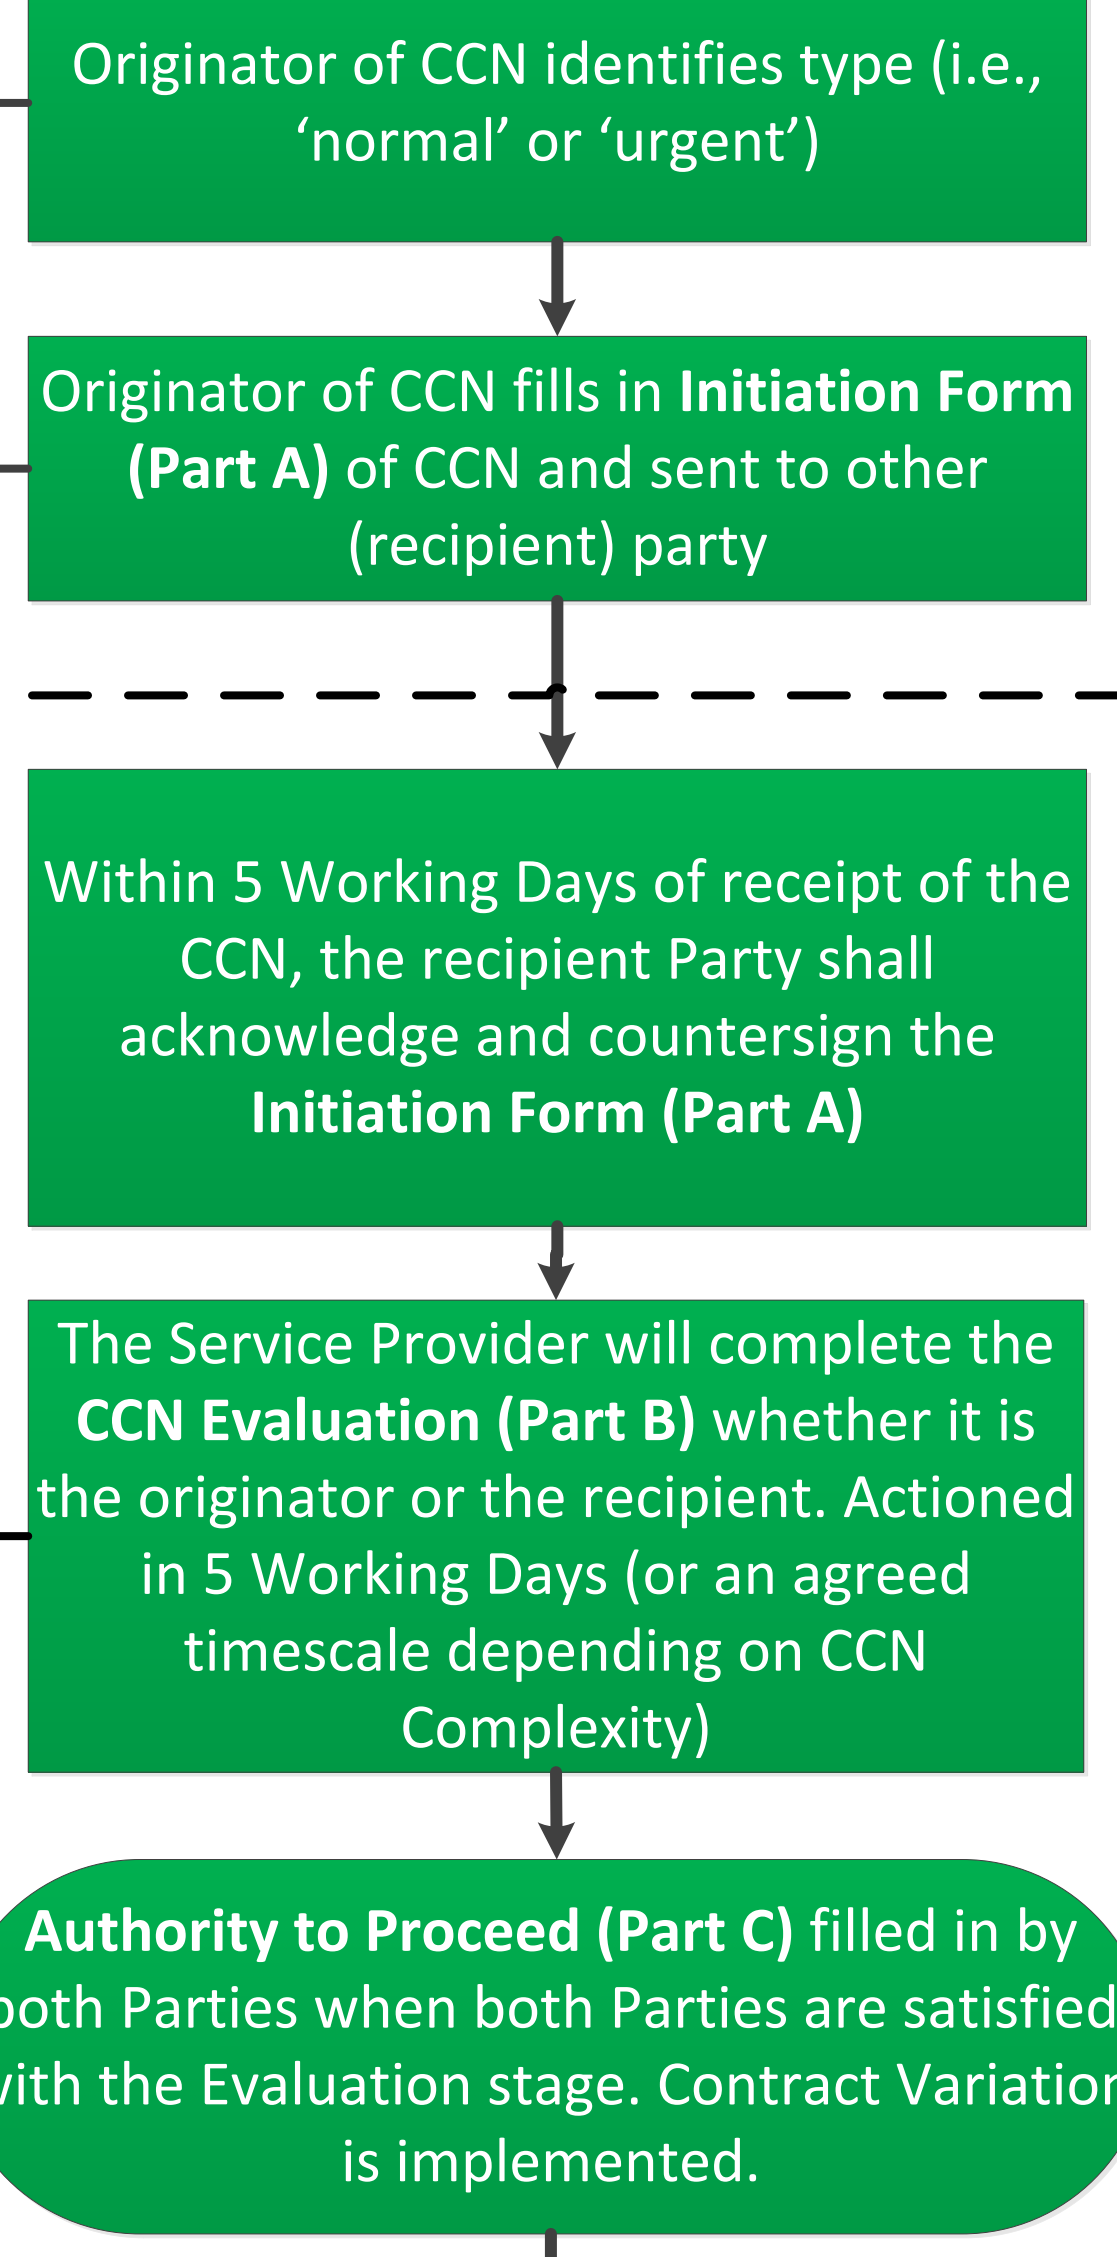 Originator of CCN identifies type (i.e.,
‘normal’ or ‘urgent’)
Originator of CCN fills in Initiation Form
(Part A) of CCN and sent to other
(recipient) party
Within 5 Working Days of receipt of the
CCN, the recipient Party shall
acknowledge and countersign the
Initiation Form (Part A)
The Service Provider will complete the
CCN Evaluation (Part B) whether it is
the originator or the recipient. Actioned
in 5 Working Days (or an agreed
timescale depending on CCN
Complexity)
Authority to Proceed (Part C) filled in by
both Parties when both Parties are satisfied
with the Evaluation stage. Contract Variation
is implemented.